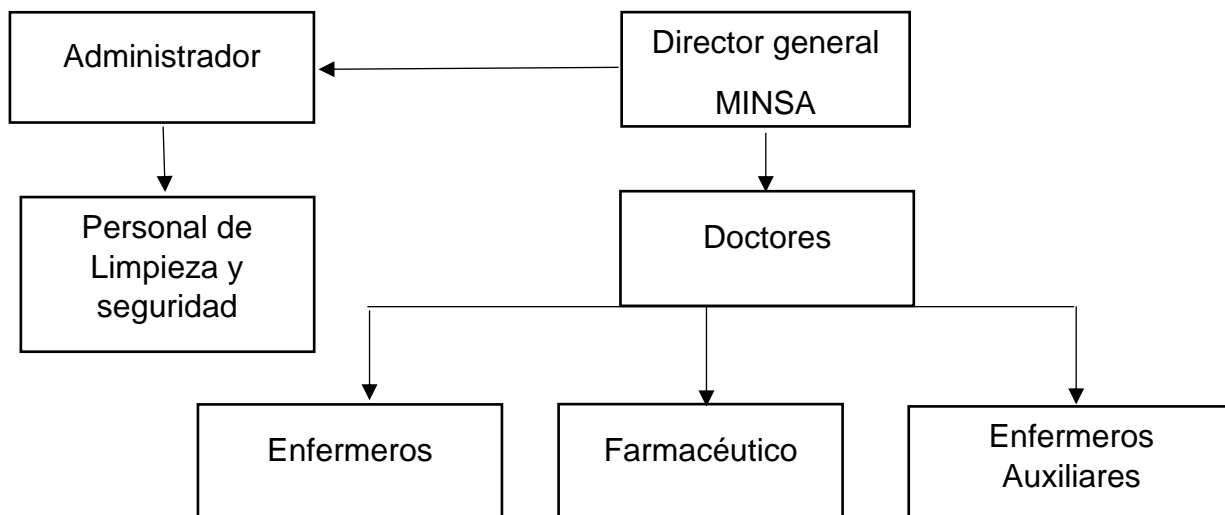 Administrador
Director general
MINSA
Personal de
Limpieza y
seguridad
Doctores
Enfermeros
Farmacéutico
Enfermeros
Auxiliares